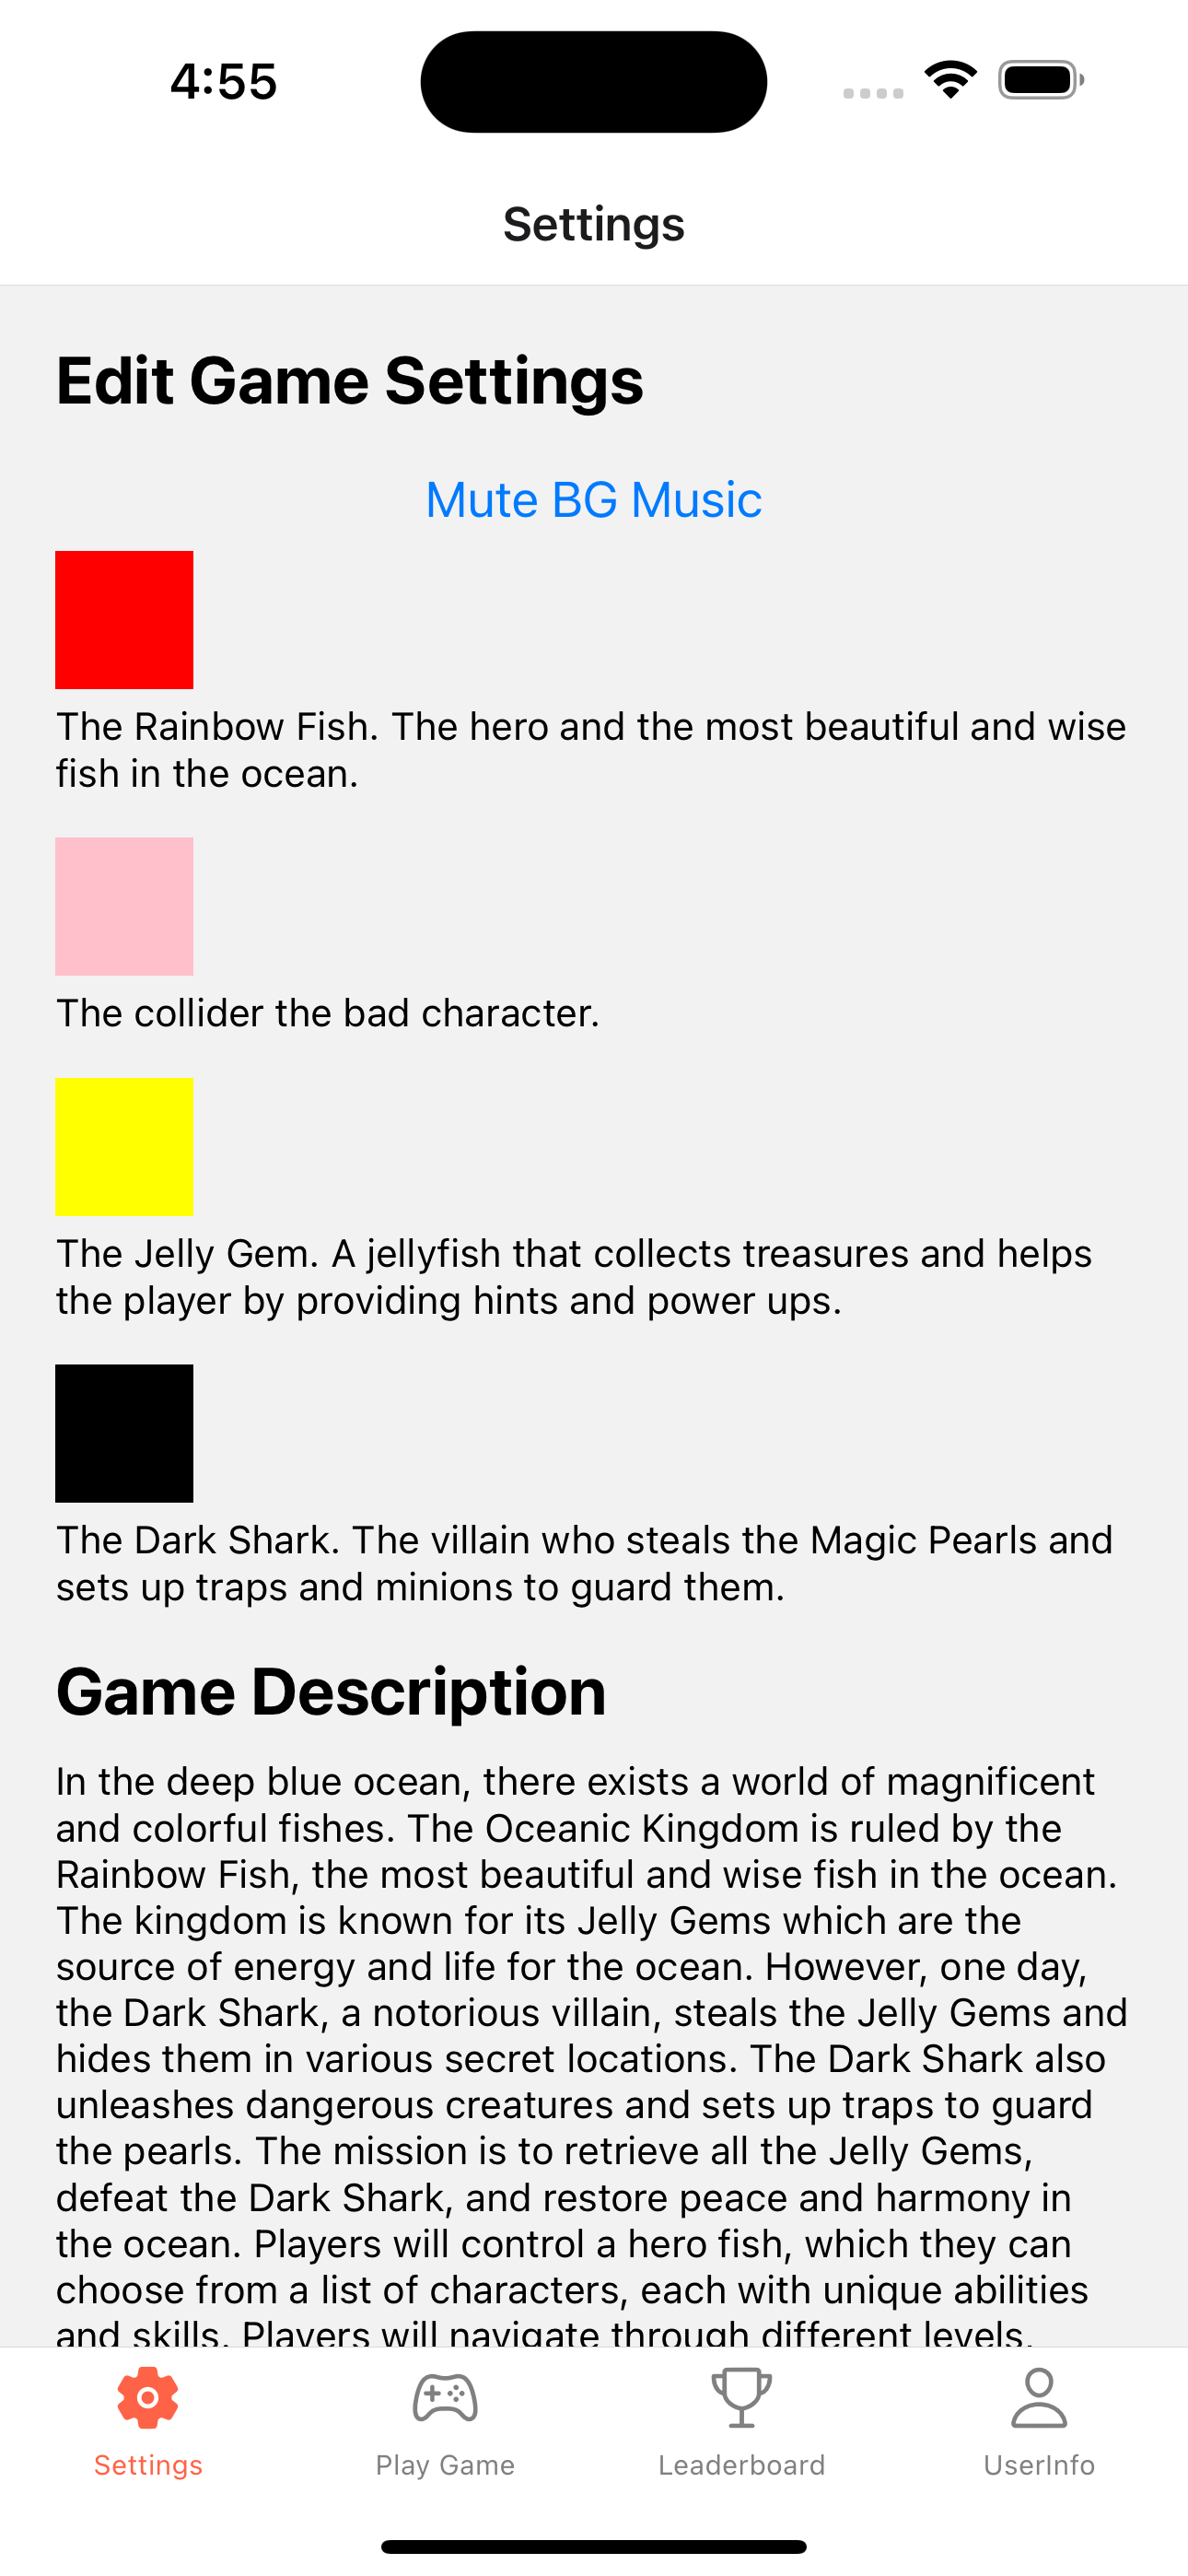 4:55
Settings
Edit Game Settings
Mute BG Music
The Rainbow Fish. The hero and the most beautiful and wise
fish in the ocean.
The collider the bad character.
The Jelly Gem. A jellyfish that collects treasures and helps
the player by providing hints and power ups.
The Dark Shark. The villain who steals the Magic Pearls and
sets up traps and minions to guard them.
Game Description
In the deep blue ocean, there exists a world of magnificent
and colorful fishes. The Oceanic Kingdom is ruled by the
Rainbow Fish, the most beautiful and wise fish in the ocean.
The kingdom is known for its Jelly Gems which are the
source of energy and life for the ocean. However, one day,
the Dark Shark, a notorious villain, steals the Jelly Gems and
hides them in various secret locations. The Dark Shark also
unleashes dangerous creatures and sets up traps to guard
the pearls. The mission is to retrieve all the Jelly Gems,
defeat the Dark Shark, and restore peace and harmony in
the ocean. Players will control a hero fish, which they can
choose from a list of characters, each with unique abilities
and skills. Players will navigate through different levels.
Settings
Play Game
Leaderboard
UserInfo